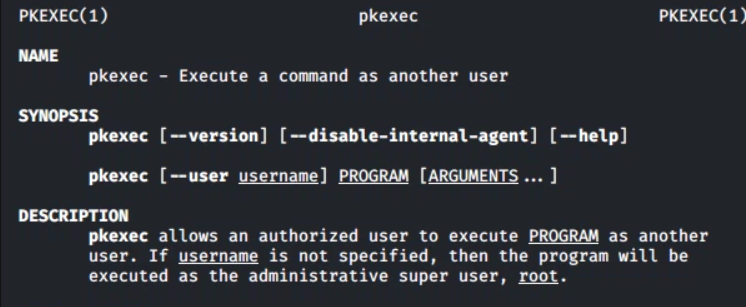 PKEXEC(1) pkexec PKEXEC(1)
NAME
pkexec - Execute a command as another user
SYNOPSIS
pkexec [--version] [--disable-internal-agent] [--help]
pkexec [--user username] PROGRAM [ARGUMENTS...]
DESCRIPTION
pkexec allows an authorized user to execute PROGRAM as another
user. If username is not specified, then the program will be
executed as the administrative super user, root.